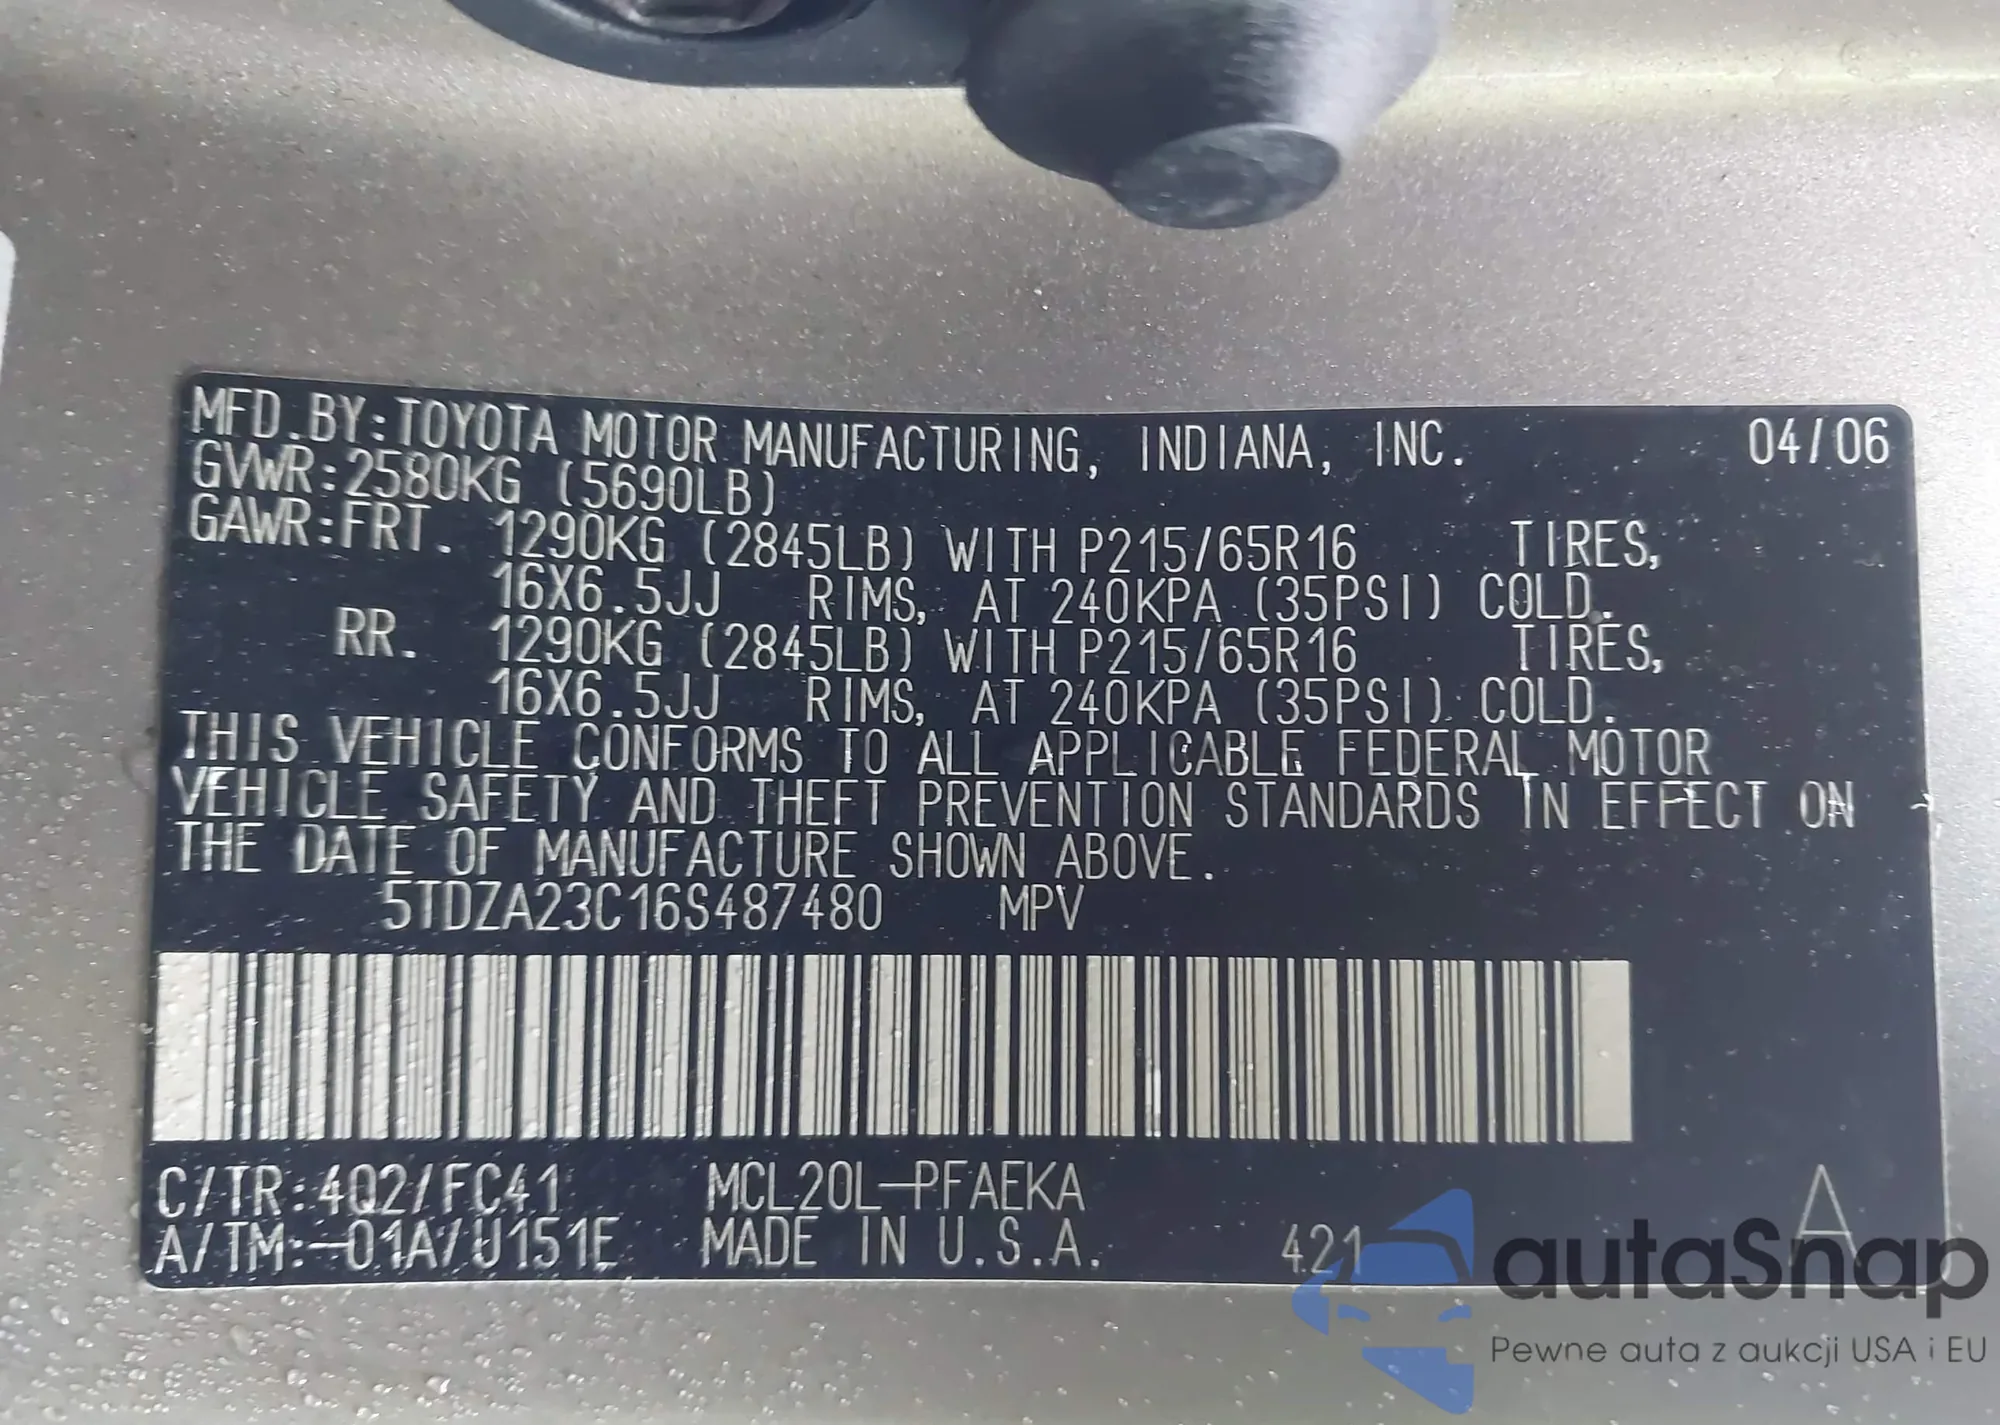 MFD.BY:TOYOTA MOTOR MANUFACTURING, INDIANA, INC. 04/06
GVWR:2580KG (5690LB)
GAWR:FRT. 1290KG (2845LB) WITH P215/65R16 TIRES,
16X6.5JJ RIMS, AT 240KPA (35PSI) COLD.
RR. 1290KG (2845LB) WITH P215/65R16 TIRES,
16X6.5JJ RIMS, AT 240KPA (35PSI) COLD.
THIS VEHICLE CONFORMS TO ALL APPLICABLE FEDERAL MOTOR
VEHICLE SAFETY AND THEFT PREVENTION STANDARDS IN EFFECT ON
THE DATE OF MANUFACTURE SHOWN ABOVE.
5TDZA23C16S487480 MPV
C/TR:4Q2/FC41 MCL20L-PFAEKA
A/TM:-01A/U151E MADE IN U.S.A. 421 A
autaSnap
Pewne auta z aukcji USA i EU